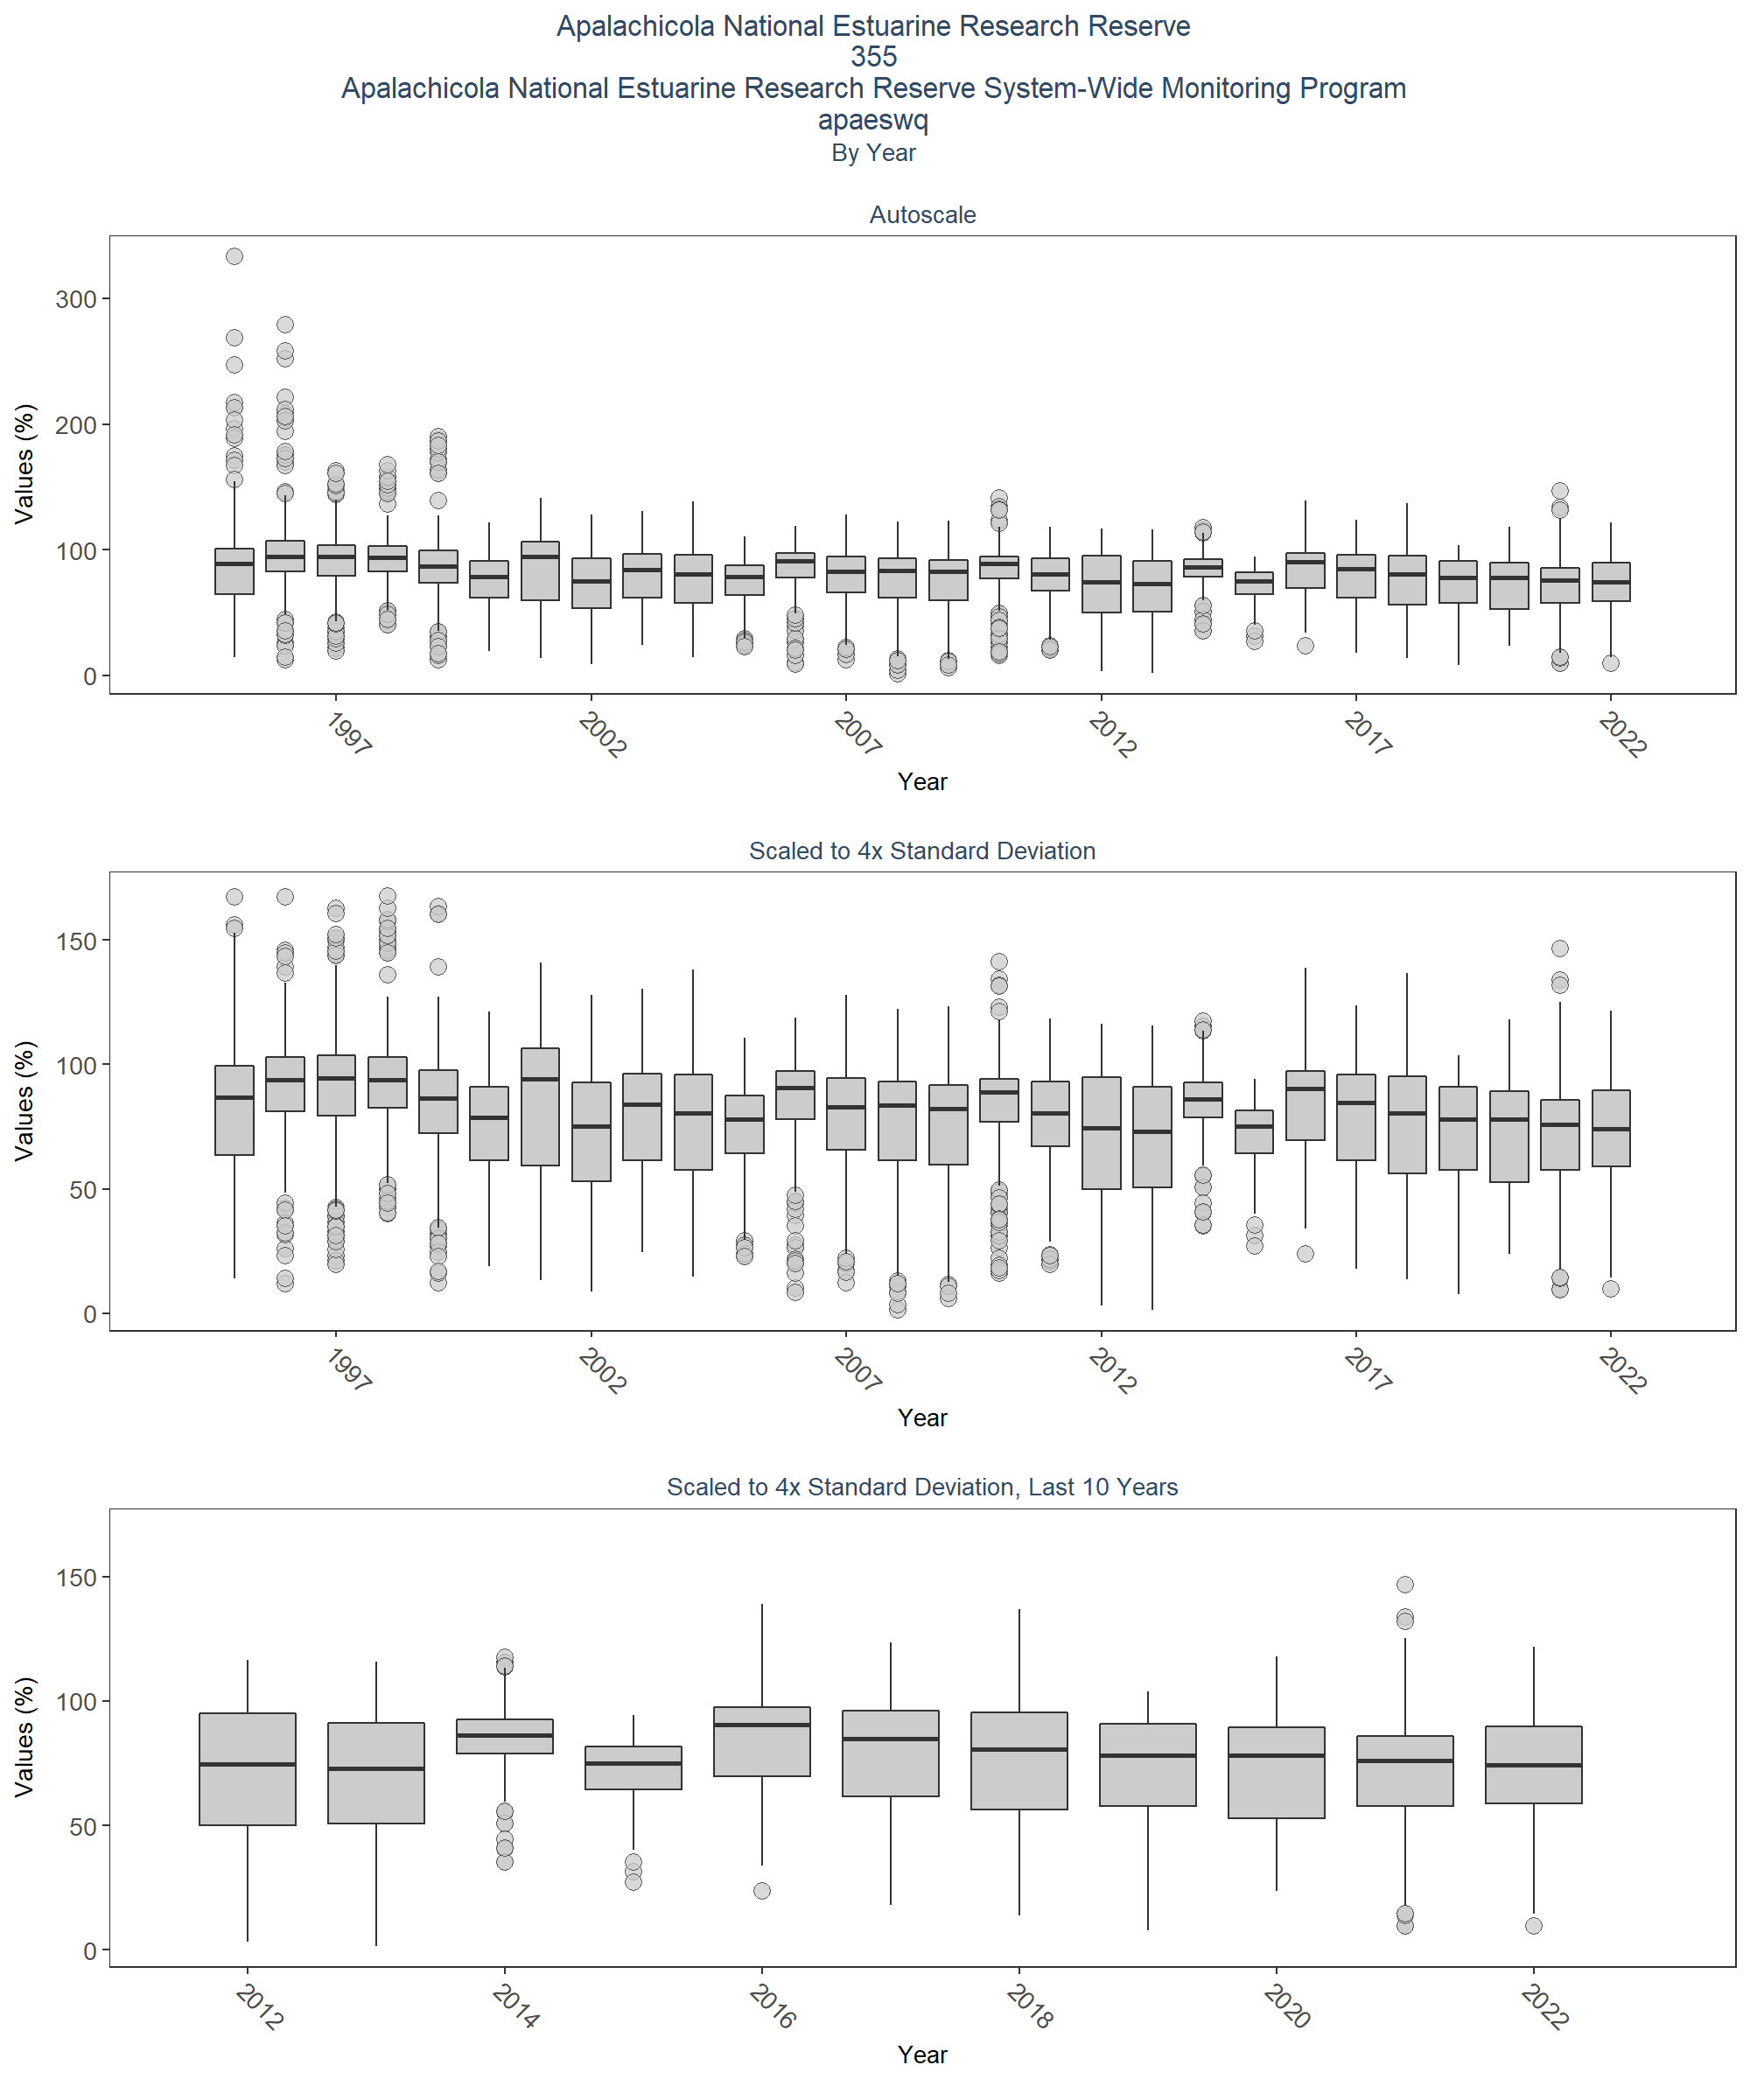 Apalachicola National Estuarine Research Reserve
355
Apalachicola National Estuarine Research Reserve System-Wide Monitoring Program
apaeswq
By Year
Autoscale
Values (%)
300
200
100
0
1997 2002 2007 2012 2017 2022
Year
Scaled to 4x Standard Deviation
Values (%)
150
100
50
0
1997 2002 2007 2012 2017 2022
Year
Scaled to 4x Standard Deviation, Last 10 Years
Values (%)
150
100
50
0
2012 2014 2016 2018 2020 2022
Year